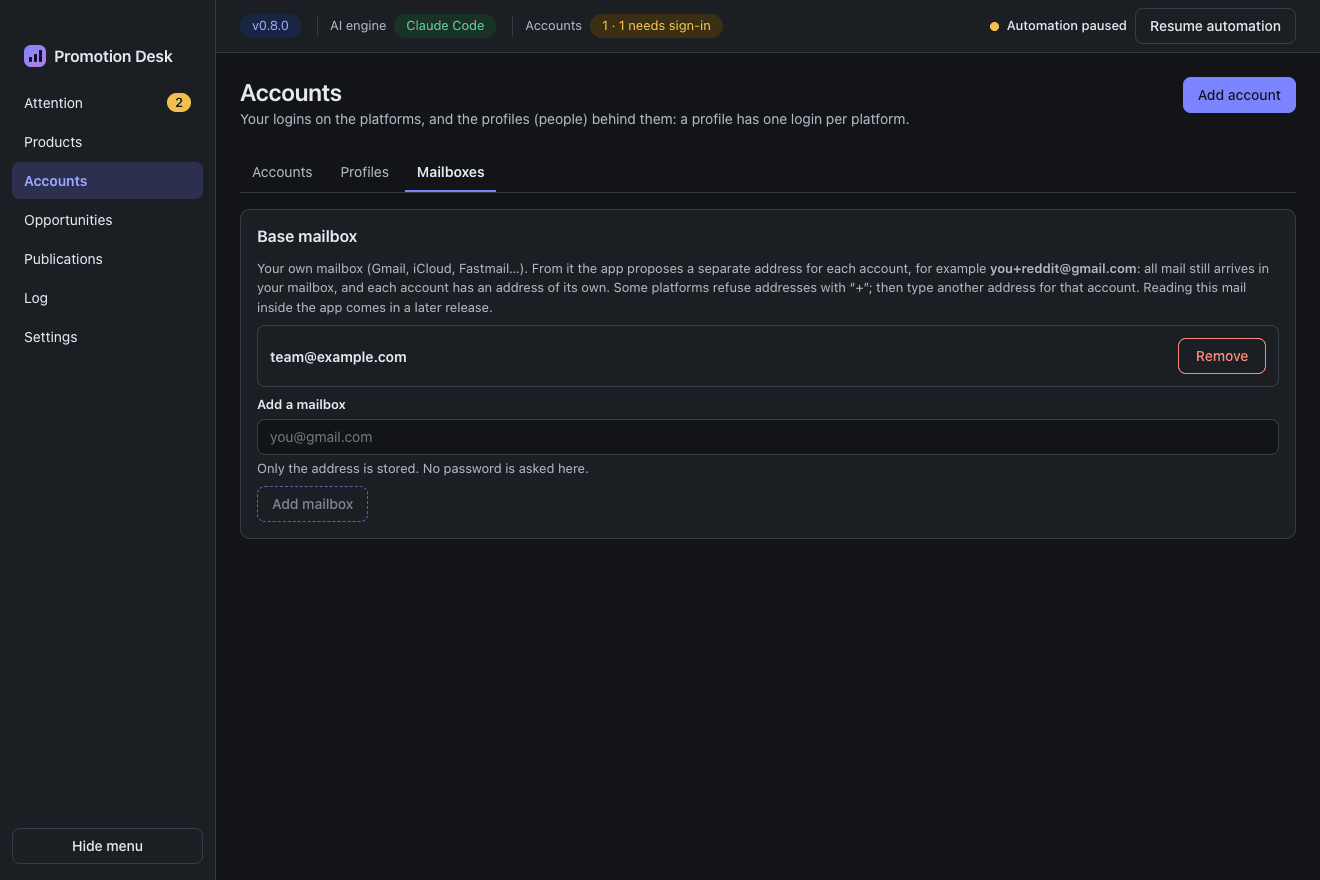 Promotion Desk
Attention 2
Products
Accounts
Opportunities
Publications
Log
Settings
Hide menu
v0.8.0 AI engine Claude Code Accounts 1 · 1 needs sign-in Automation paused Resume automation
Accounts
Add account
Your logins on the platforms, and the profiles (people) behind them: a profile has one login per platform.
Accounts Profiles Mailboxes
Base mailbox
Your own mailbox (Gmail, iCloud, Fastmail…). From it the app proposes a separate address for each account, for example you+reddit@gmail.com: all mail still arrives in
your mailbox, and each account has an address of its own. Some platforms refuse addresses with “+”; then type another address for that account. Reading this mail
inside the app comes in a later release.
team@example.com Remove
Add a mailbox
you@gmail.com
Only the address is stored. No password is asked here.
Add mailbox